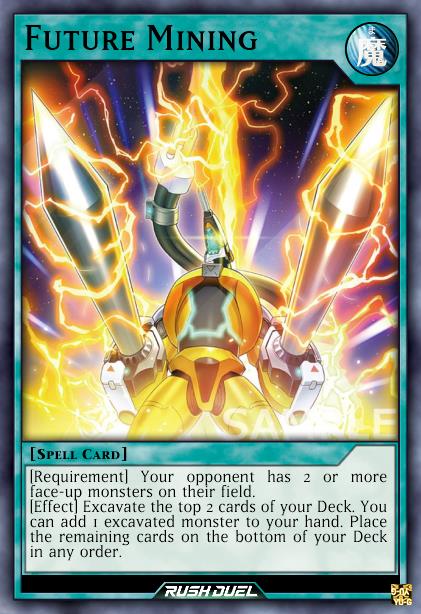 Future Mining
ま
魔
SAMPLE
[Spell Card]
[Requirement] Your opponent has 2 or more
face-up monsters on their field.
[Effect] Excavate the top 2 cards of your Deck. You
can add 1 excavated monster to your hand. Place
the remaining cards on the bottom of your Deck
in any order.
RUSH DUEL